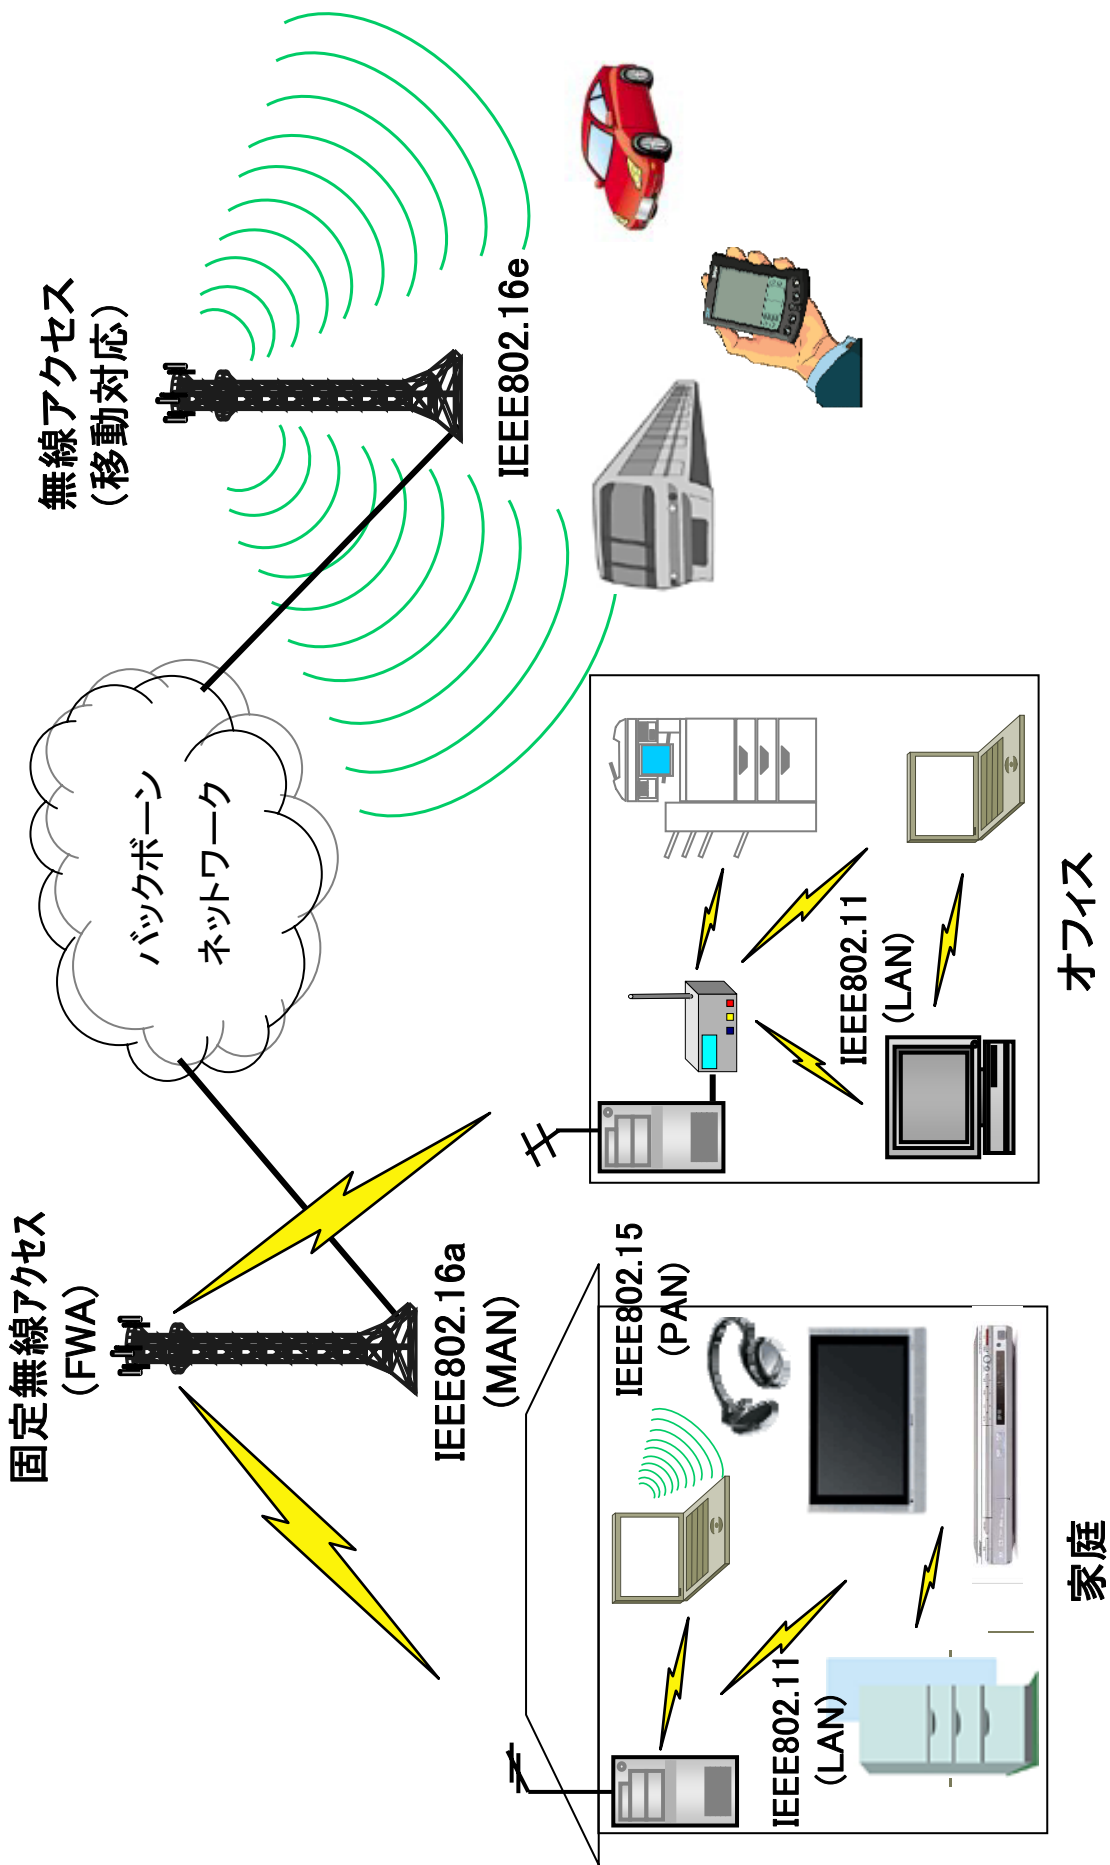 固定無線アクセス
(FWA)
IEEE802.16a
(MAN)
バックボーン
ネットワーク
無線アクセス
(移動対応)
IEEE802.16e
IEEE802.15
(PAN)
IEEE802.11
(LAN)
家庭
IEEE802.11
(LAN)
オフィス